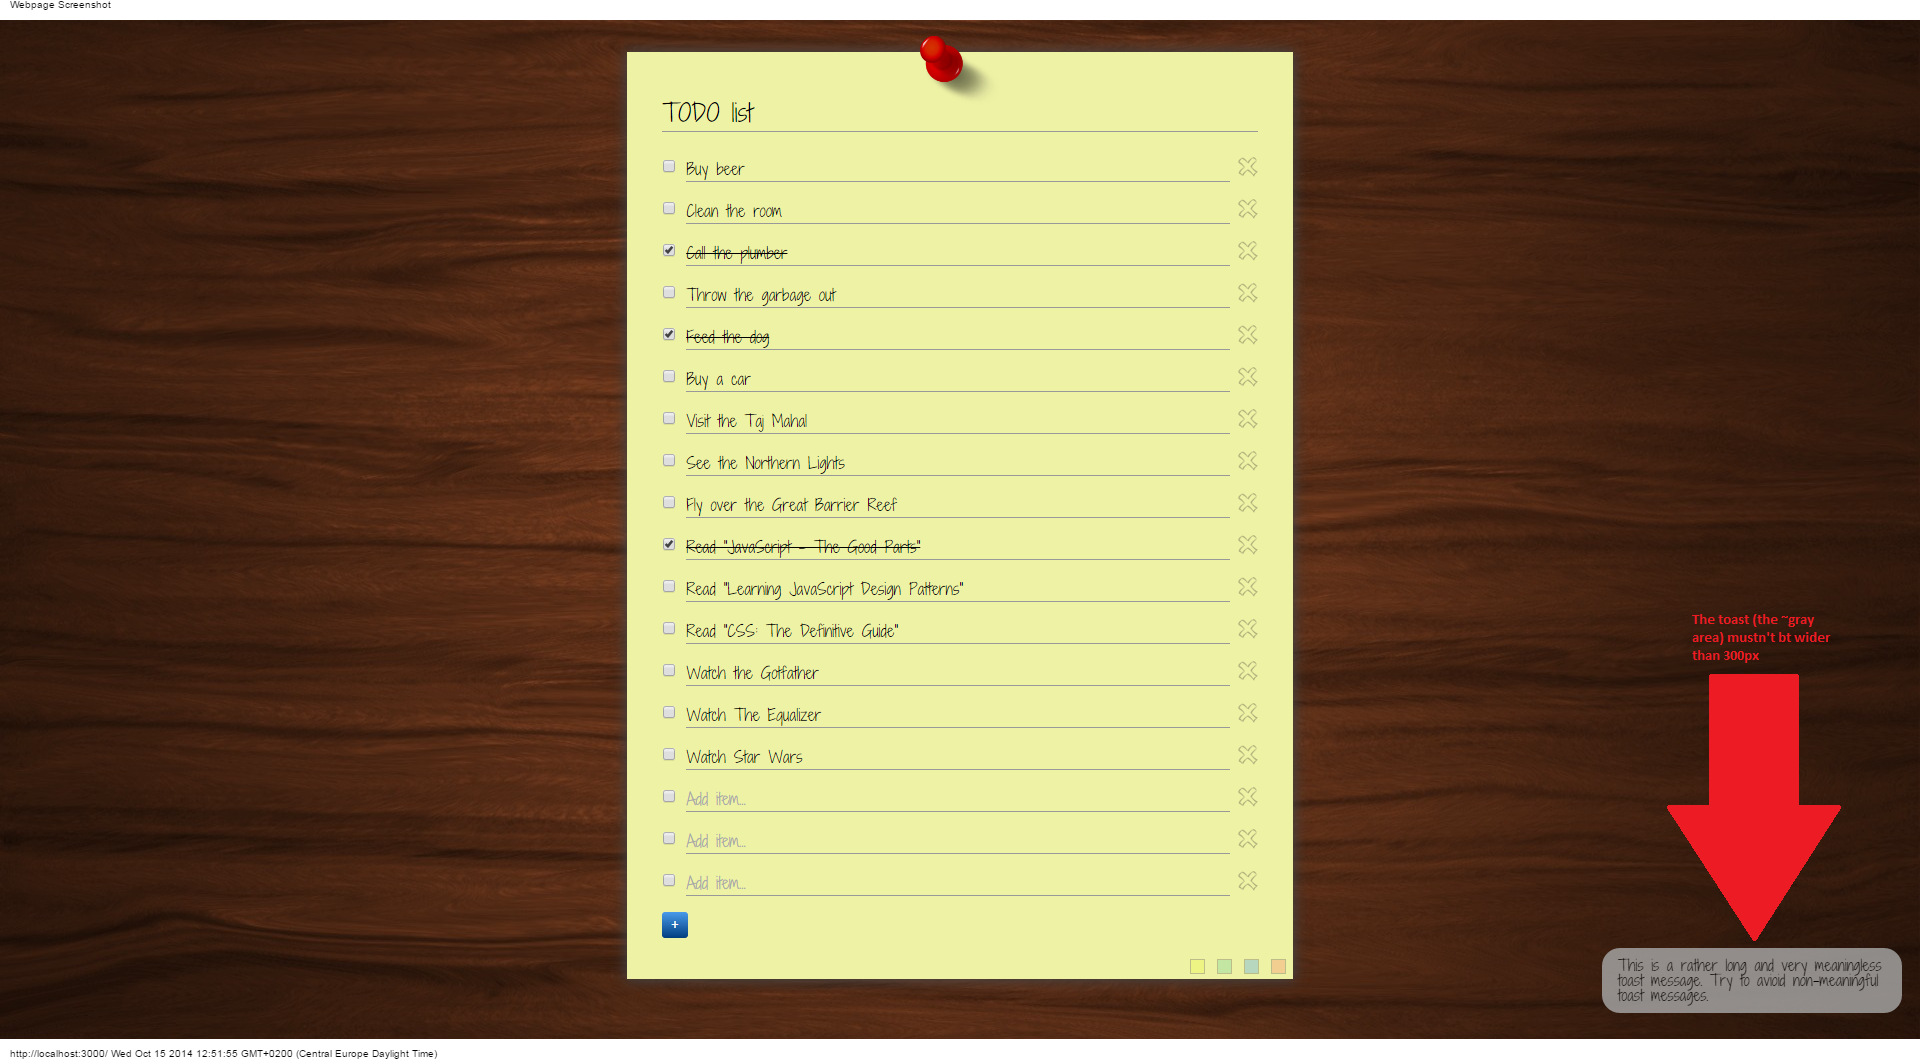 Webpage Screenshot
TODO list
Buy beer
Clean the room
Call the plumber
Throw the garbage out
Feed the dog
Buy a car
Visit the Taj Mahal
See the Northern Lights
Fly over the Great Barrier Reef
Read "JavaScript - The Good Parts"
Read "Learning JavaScript Design Patterns"
Read "CSS: The Definitive Guide"
Watch the Gotfather
Watch The Equalizer
Watch Star Wars
Add item...
Add item...
Add item...
+
The toast (the ~gray
area) mustn't bt wider
than 300px
This is a rather long and very meaningless
toast message. Try to avioid non-meaningful
toast messages.
http://localhost:3000/ Wed Oct 15 2014 12:51:55 GMT+0200 (Central Europe Daylight Time)